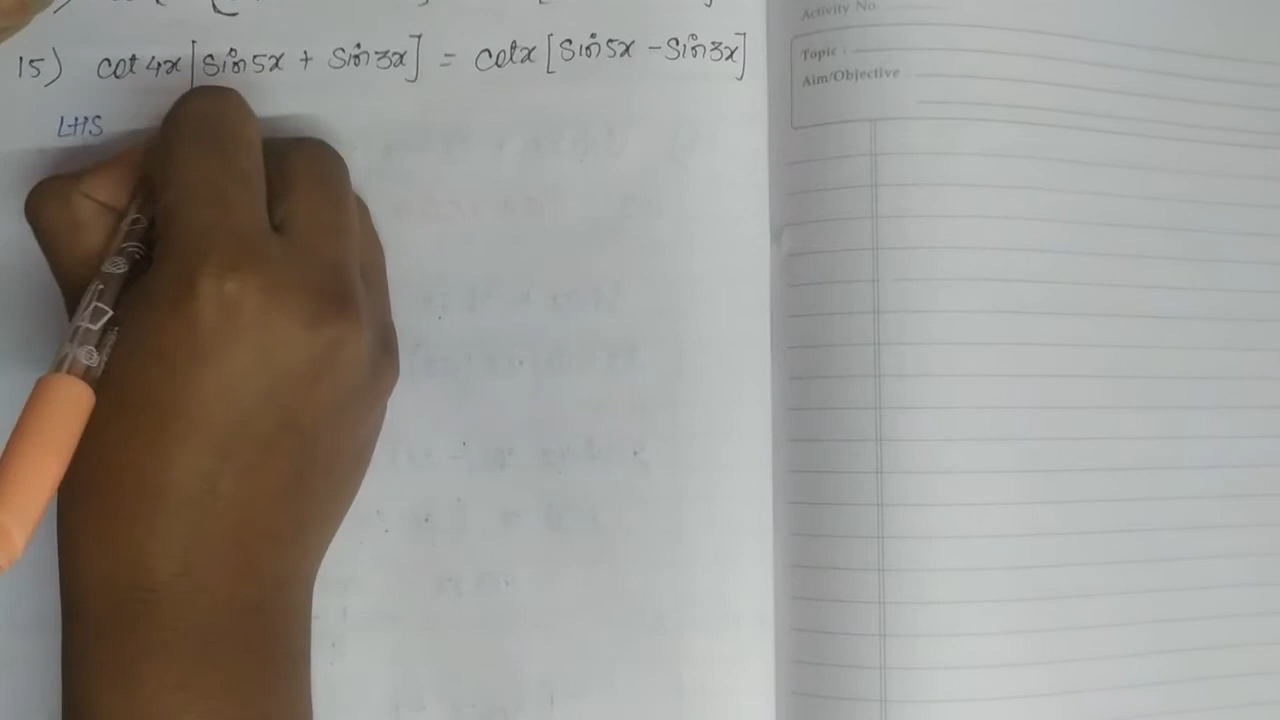 15) cot 4x [Sin 5x + Sin 3x] = cot x [Sin 5x - Sin 3x]
LHS
Activity No.
Topic :
Aim/Objective